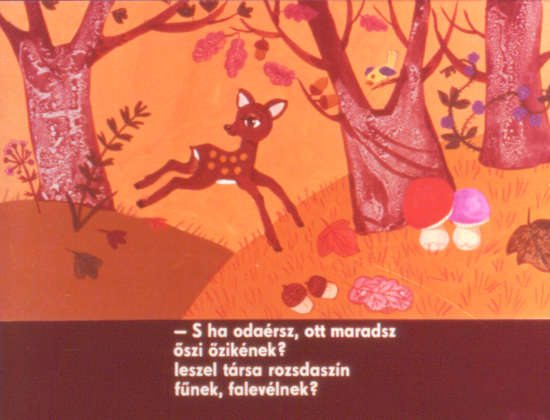 – S ha odaérsz, ott maradsz
őszi őzikének?
leszel társa rozsdaszín
fűnek, falevélnek?